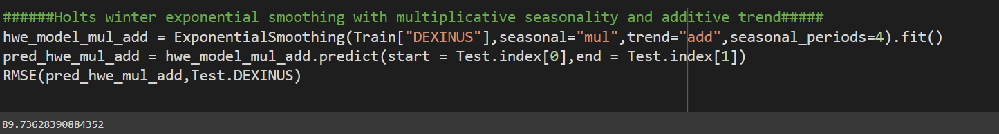 ######Holts winter exponential smoothing with multiplicative seasonality and additive trend#####
hwe_model_mul_add = ExponentialSmoothing(Train["DEXINUS"],seasonal="mul",trend="add",seasonal_periods=4).fit()
pred_hwe_mul_add = hwe_model_mul_add.predict(start = Test.index[0],end = Test.index[1])
RMSE(pred_hwe_mul_add,Test.DEXINUS)
89.73628390884352